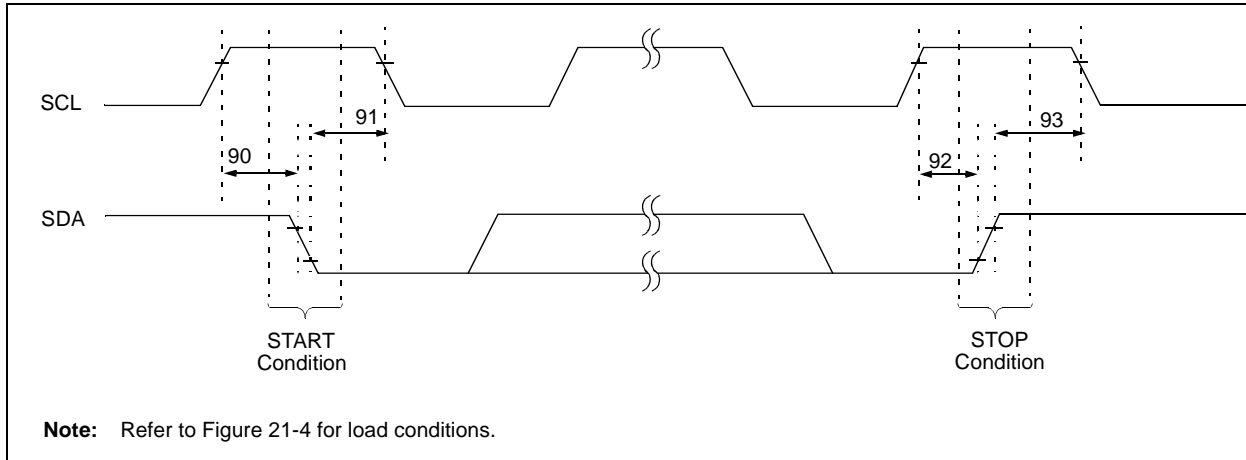 SCL
91
93
90
92
SDA
START
Condition
STOP
Condition
Note: Refer to Figure 21-4 for load conditions.